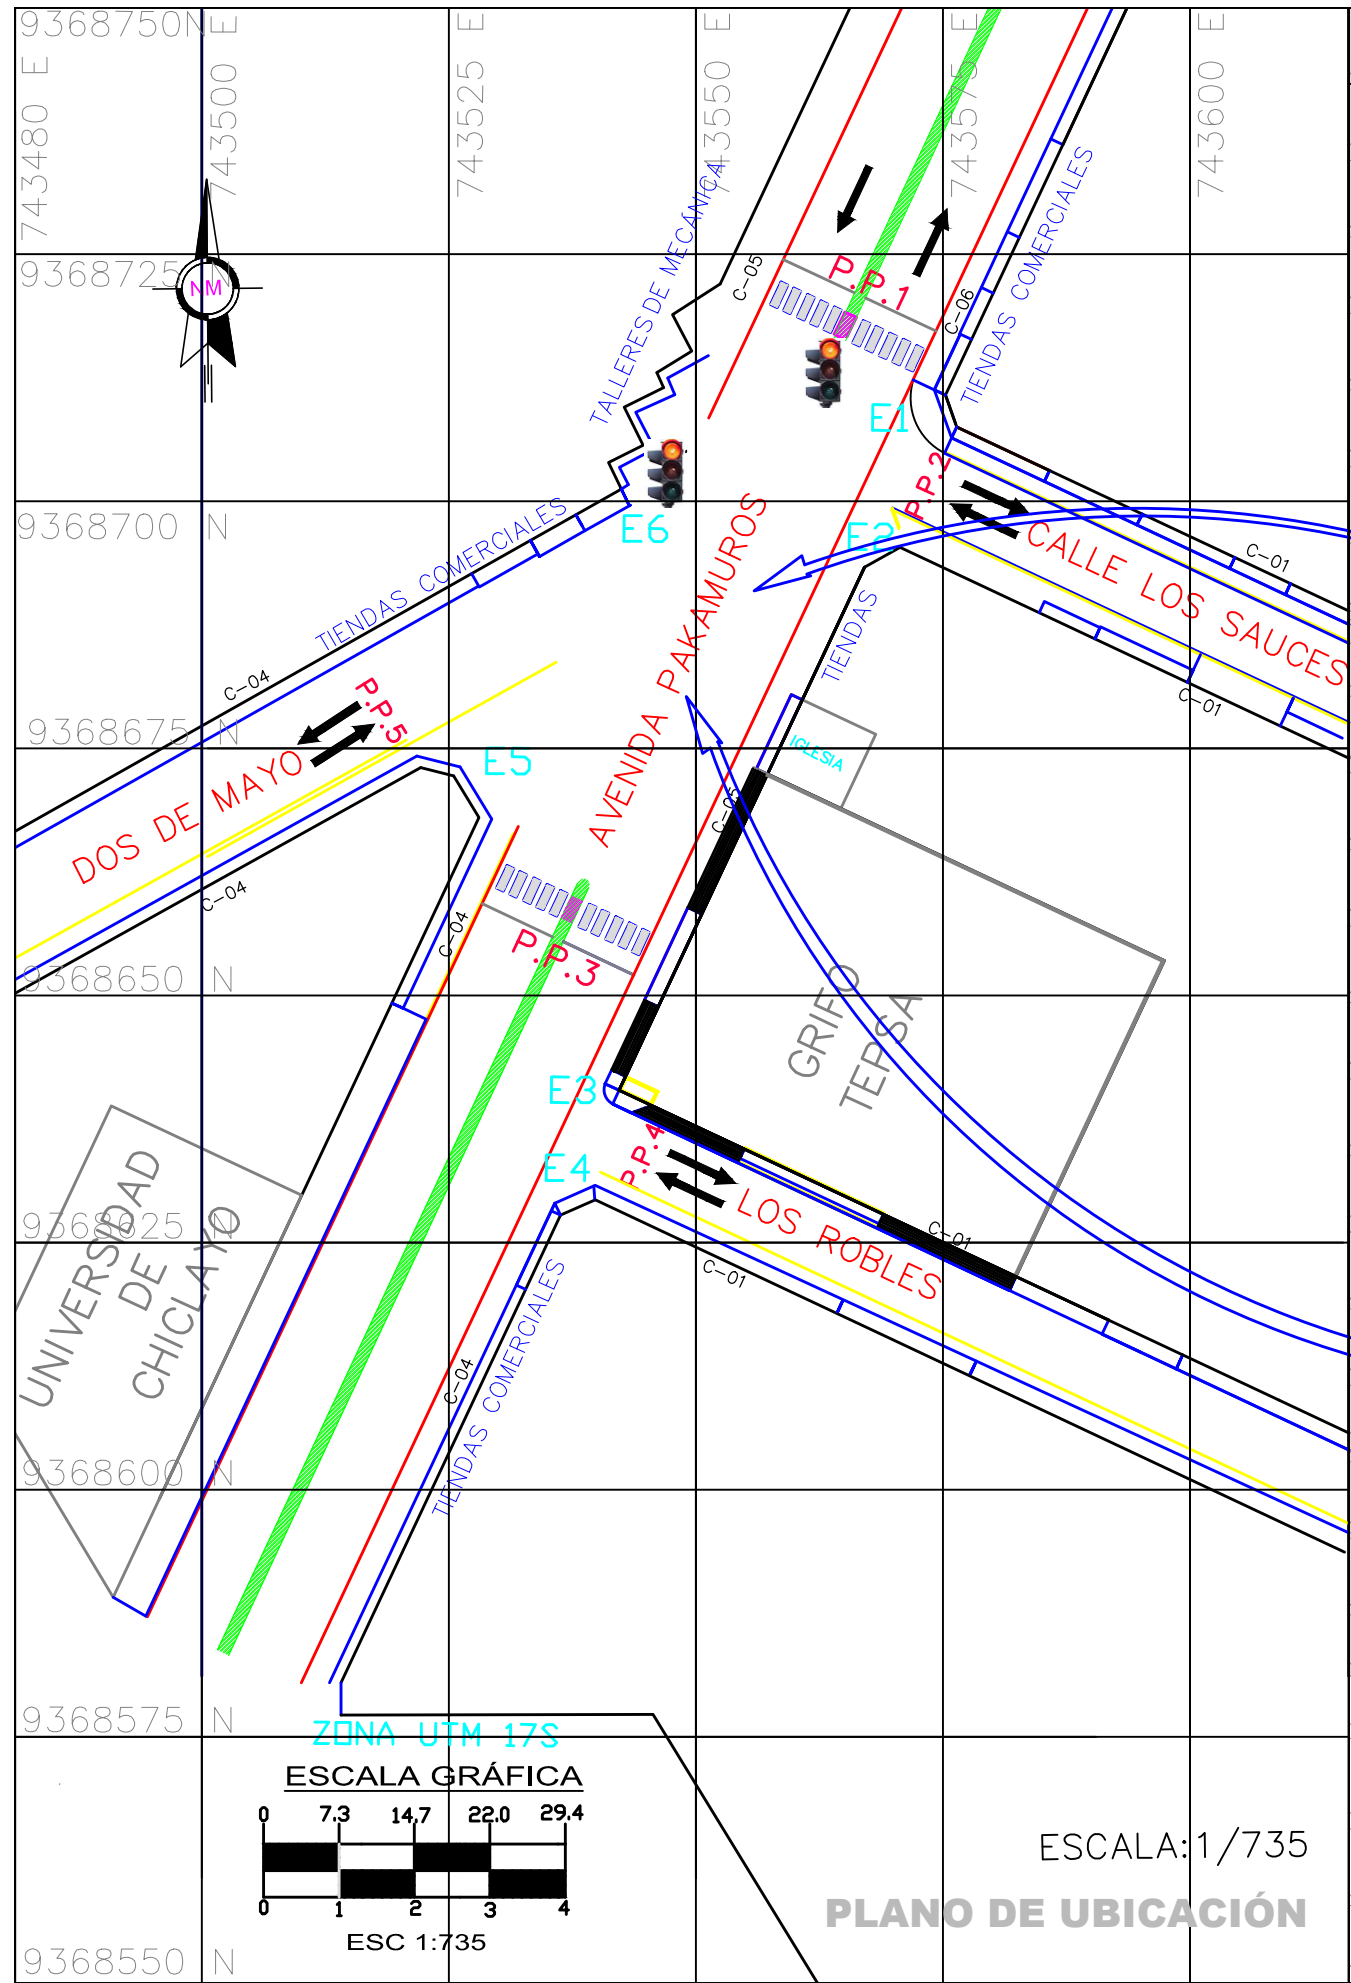 9368750N
743480 E
743500 E
743525 E
743550 E
743575 E
743600 E
9368725 N
NM
TALLERES DE MECÁNICA
C-05
P.P.1
C-06
TIENDAS COMERCIALES
E1
P.P.2
9368700 N
E6
E2
CALLE LOS SAUCES
C-01
C-01
TIENDAS COMERCIALES
AVENIDA PAKAMUROS
TIENDAS
C-04
P.P.5
9368675 N
E5
IGLESIA
DOS DE MAYO
C-05
C-04
C-04
P.P.3
9368650 N
GRIFO
TEPSA
E3
P.P.4
E4
LOS ROBLES
C-01
C-01
UNIVERSIDAD
DE
CHICLAYO
9368625 N
C-04
TIENDAS COMERCIALES
9368600 N
9368575 N
ZONA UTM 17S
ESCALA GRÁFICA
0 7.3 14.7 22.0 29.4
0 1 2 3 4
ESC 1:735
ESCALA:1/735
PLANO DE UBICACIÓN
9368550 N